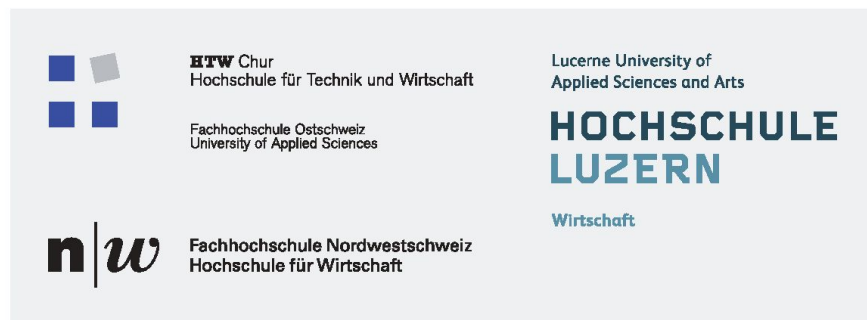 HTW Chur
Hochschule für Technik und Wirtschaft
Fachhochschule Ostschweiz
University of Applied Sciences
Lucerne University of
Applied Sciences and Arts
HOCHSCHULE
LUZERN
Wirtschaft
n|w
Fachhochschule Nordwestschweiz
Hochschule für Wirtschaft